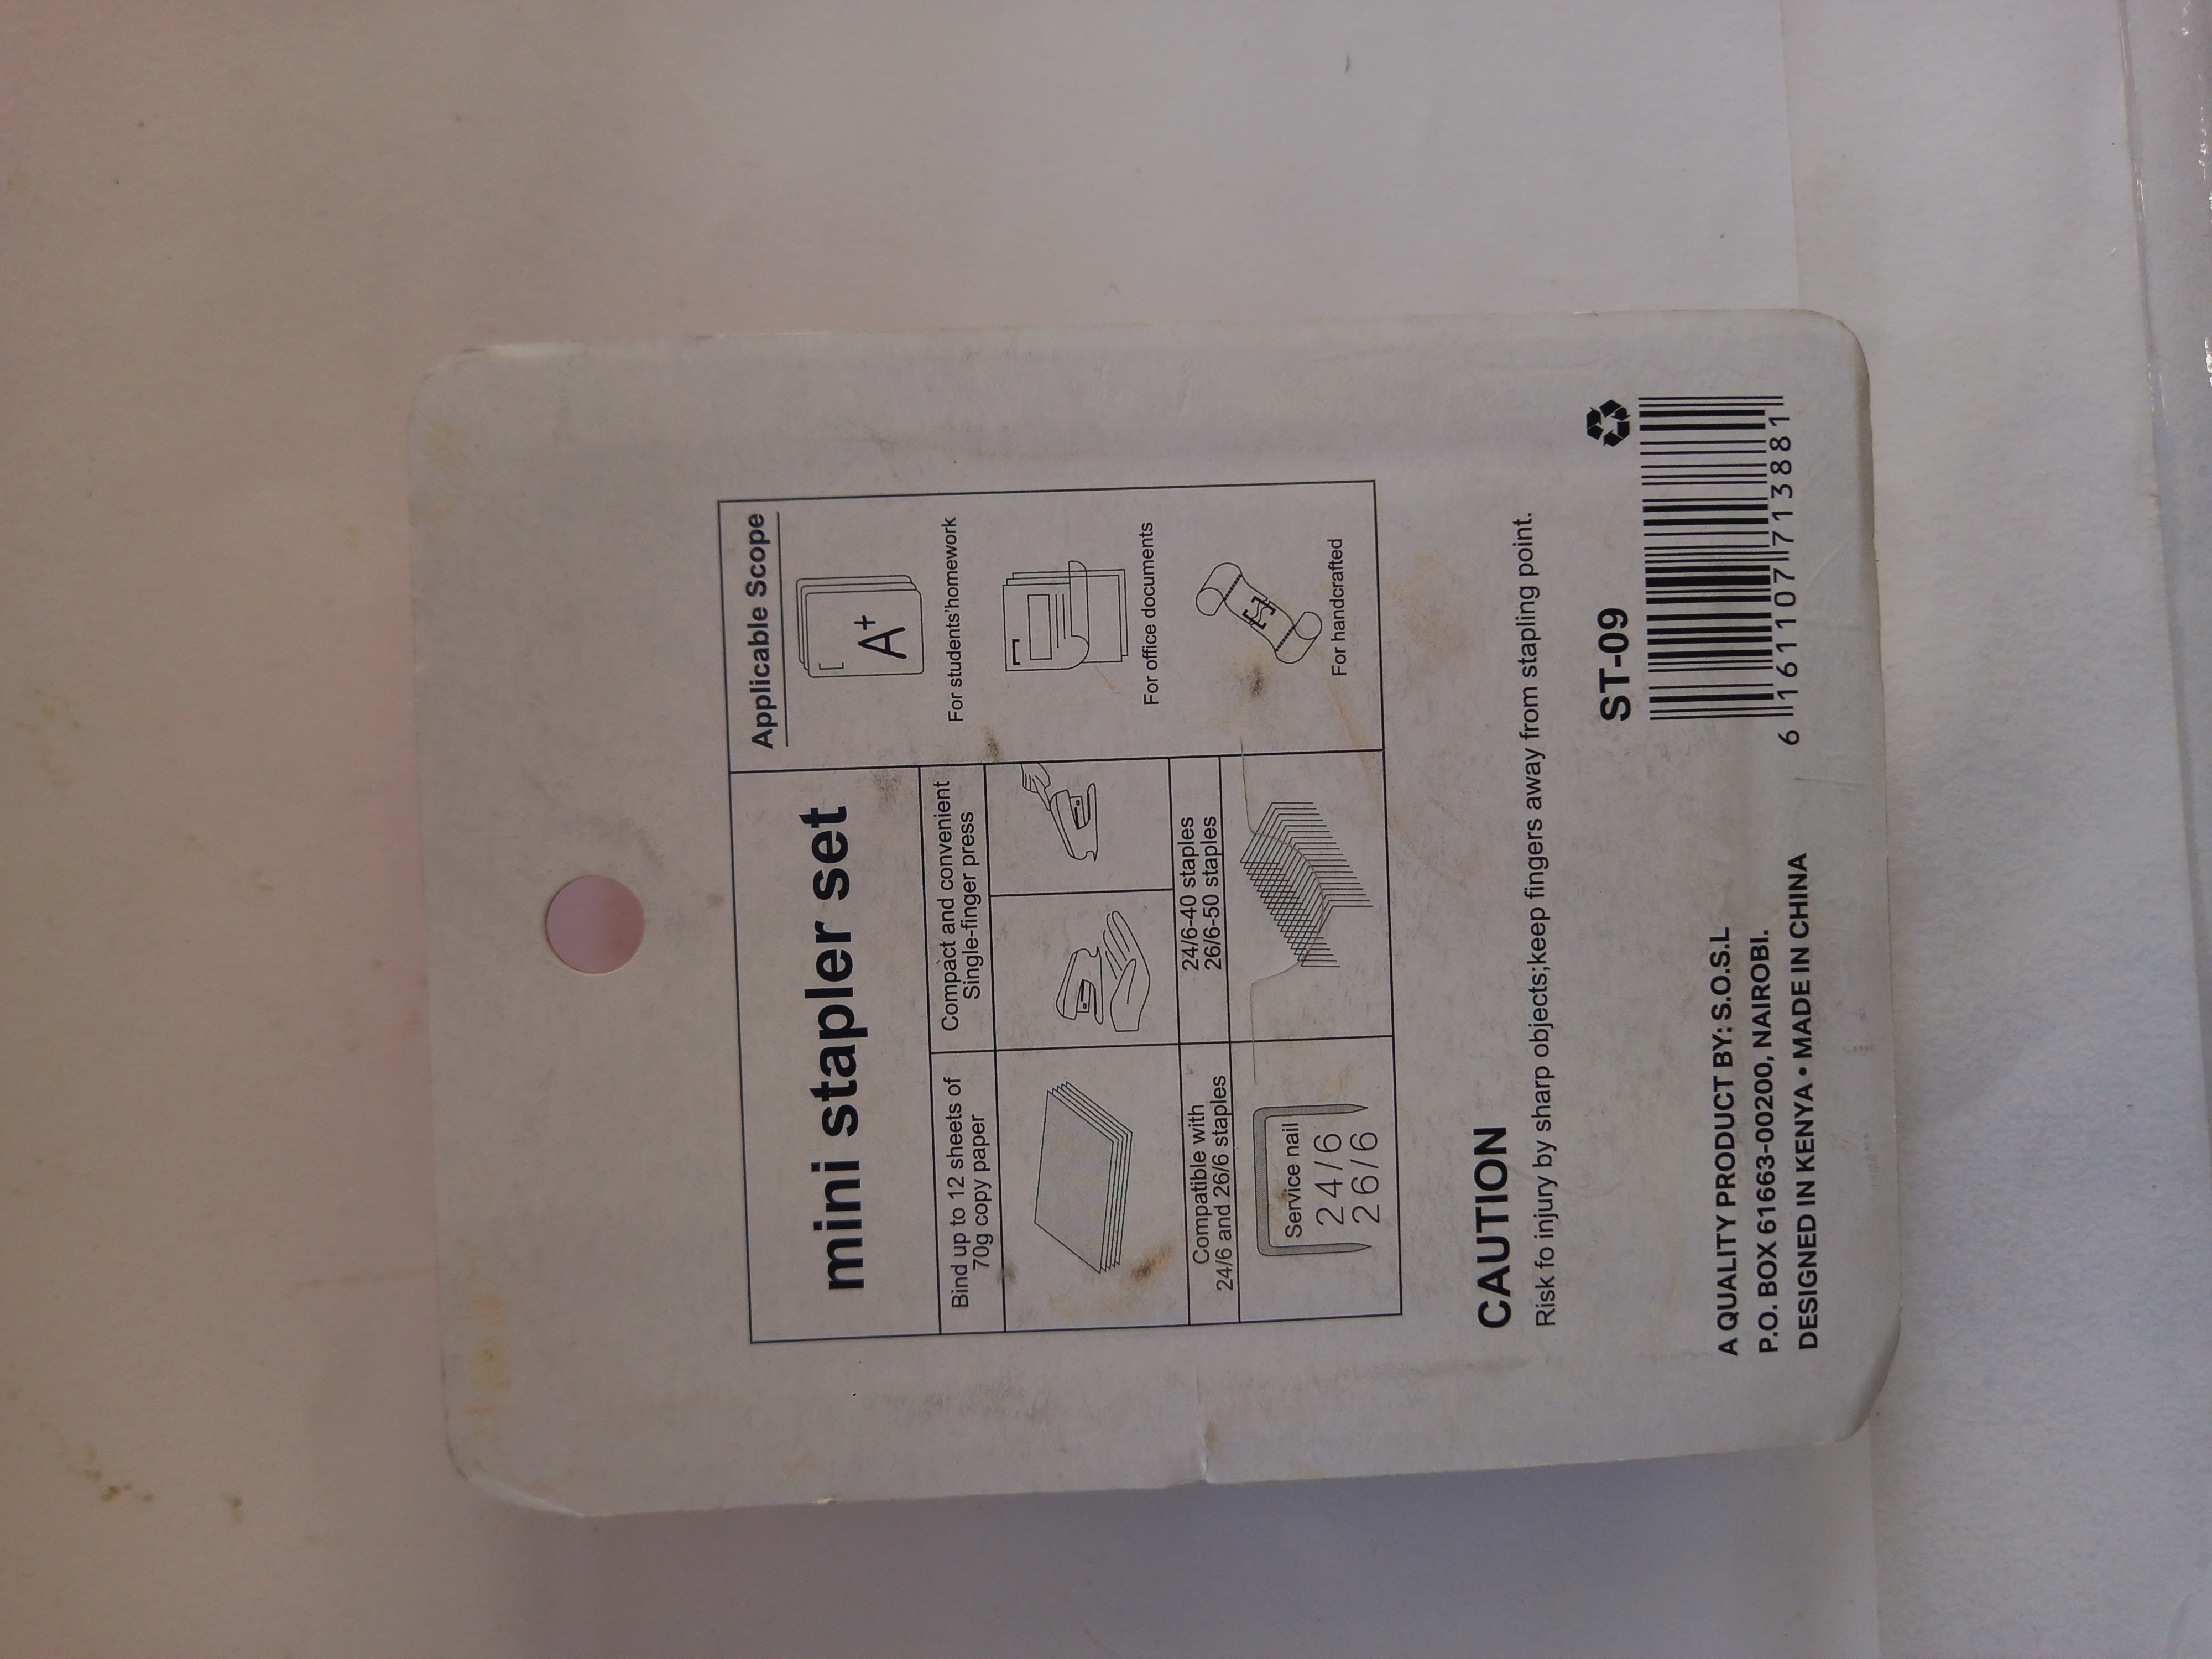 mini stapler set
Bind up to 12 sheets of
70g copy paper
Compact and convenient
Single-finger press
Compatible with
24/6 and 26/6 staples
24/6-40 staples
26/6-50 staples
Service nail
24/6
26/6
Applicable Scope
A+
For students'homework
For office documents
For handcrafted
CAUTION
Risk fo injury by sharp objects;keep fingers away from stapling point.
ST-09
A QUALITY PRODUCT BY: S.O.S.L
P.O. BOX 61663-00200, NAIROBI.
DESIGNED IN KENYA • MADE IN CHINA
6 161107 713881